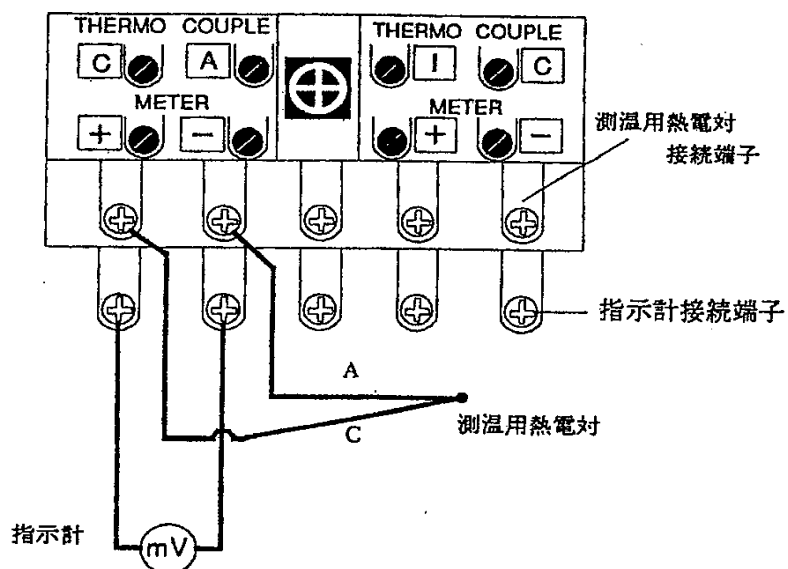 THERMO COUPLE THERMO COUPLE
C A I C
METER METER
+ − + −
測温用熱電対
接続端子
指示計接続端子
A
測温用熱電対
C
指示計
mV